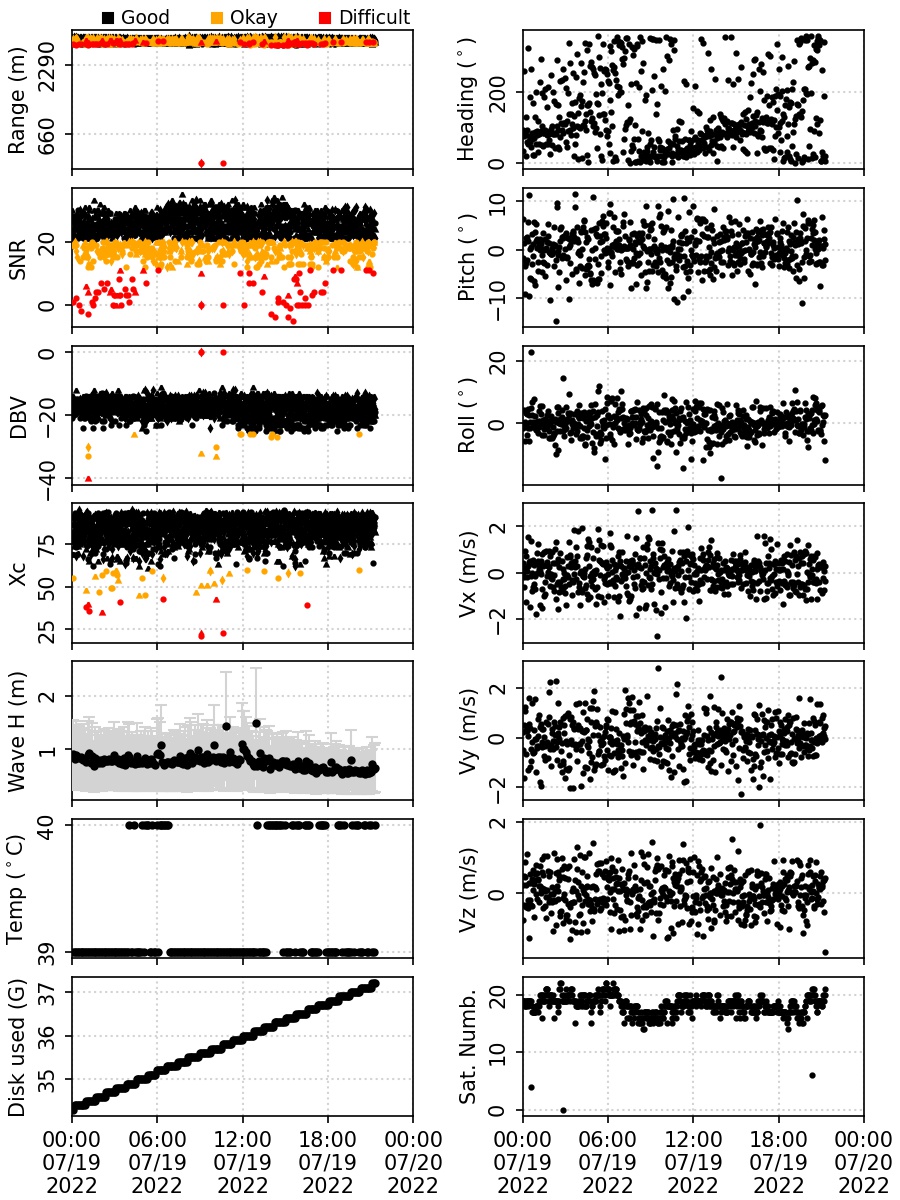 Good Okay Difficult
Range (m)
2290
660
Heading (°)
200
0
SNR
20
0
Pitch (°)
10
0
−10
DBV
0
−20
−40
Roll (°)
20
0
Xc
75
50
25
Vx (m/s)
2
0
−2
Wave H (m)
2
1
Vy (m/s)
2
0
−2
Temp (°C)
40
39
Vz (m/s)
2
0
Disk used (G)
37
36
35
Sat. Numb.
20
10
0
00:00 06:00 12:00 18:00 00:00
07/19 07/19 07/19 07/19 07/20
2022 2022 2022 2022 2022
00:00 06:00 12:00 18:00 00:00
07/19 07/19 07/19 07/19 07/20
2022 2022 2022 2022 2022